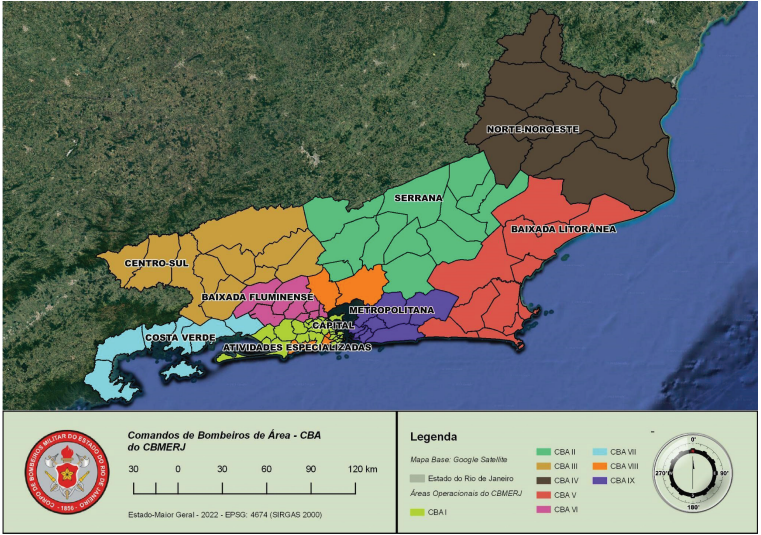 NORTE-NOROESTE
SERRANA
BAIXADA LITORÂNEA
CENTRO-SUL
BAIXADA FLUMINENSE
METROPOLITANA
CAPITAL
COSTA VERDE
ATIVIDADES ESPECIALIZADAS
CORPO DE BOMBEIROS MILITAR DO ESTADO DO RIO DE JANEIRO
- 1856 -
Comandos de Bombeiros de Área - CBA
do CBMERJ
30 0 30 60 90 120 km
Estado-Maior Geral - 2022 - EPSG: 4674 (SIRGAS 2000)
Legenda
Mapa Base: Google Satellite
Estado do Rio de Janeiro
Áreas Operacionais do CBMERJ
CBA I
CBA II
CBA III
CBA IV
CBA V
CBA VI
CBA VII
CBA VIII
CBA IX
0°
270°
90°
180°